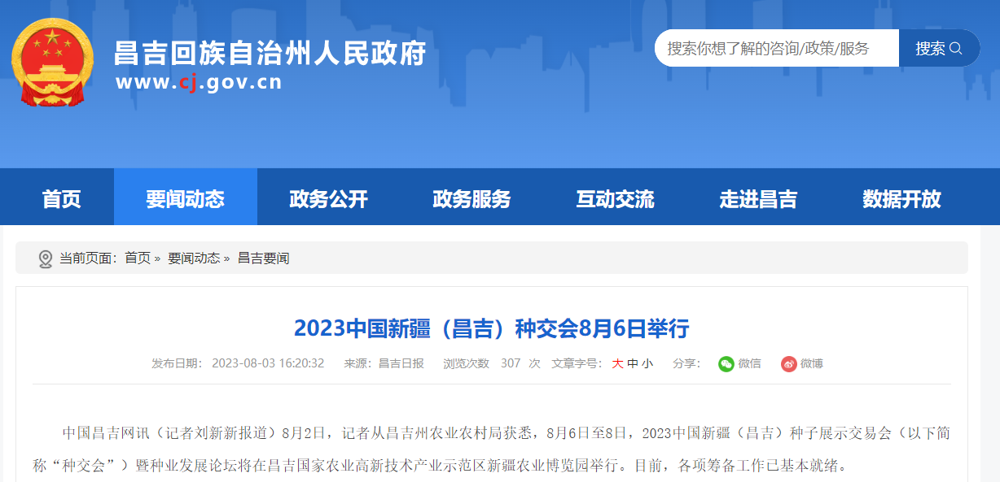 昌吉回族自治州人民政府
www.cj.gov.cn
搜索你想了解的咨询/政策/服务 搜索
首页 要闻动态 政务公开 政务服务 互动交流 走进昌吉 数据开放
当前页面：首页 » 要闻动态 » 昌吉要闻
2023中国新疆（昌吉）种交会8月6日举行
发布日期： 2023-08-03 16:20:32 来源：昌吉日报 浏览次数 307 次 文章字号：大 中 小 分享： 微信 微博
中国昌吉网讯（记者刘新新报道）8月2日，记者从昌吉州农业农村局获悉，8月6日至8日，2023中国新疆（昌吉）种子展示交易会（以下简
称“种交会”）暨种业发展论坛将在昌吉国家农业高新技术产业示范区新疆农业博览园举行。目前，各项筹备工作已基本就绪。